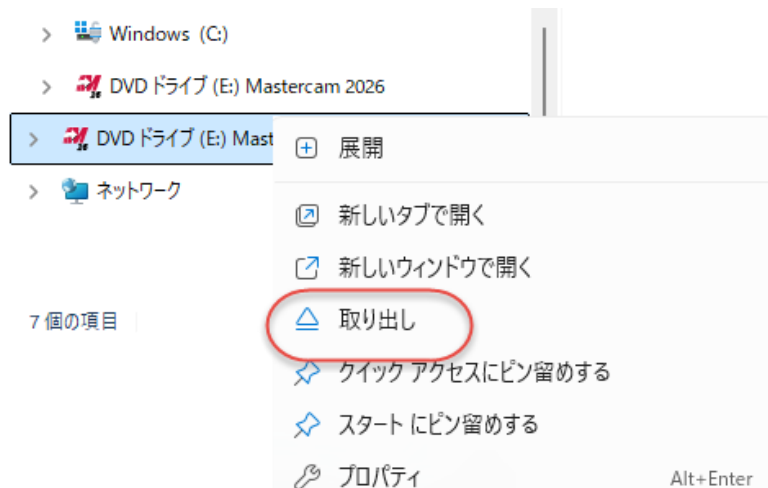 Windows (C:)
DVD ドライブ (E:) Mastercam 2026
DVD ドライブ (E:) Mast
ネットワーク
7 個の項目
展開
新しいタブで開く
新しいウィンドウで開く
取り出し
クイック アクセスにピン留めする
スタート にピン留めする
プロパティ Alt+Enter